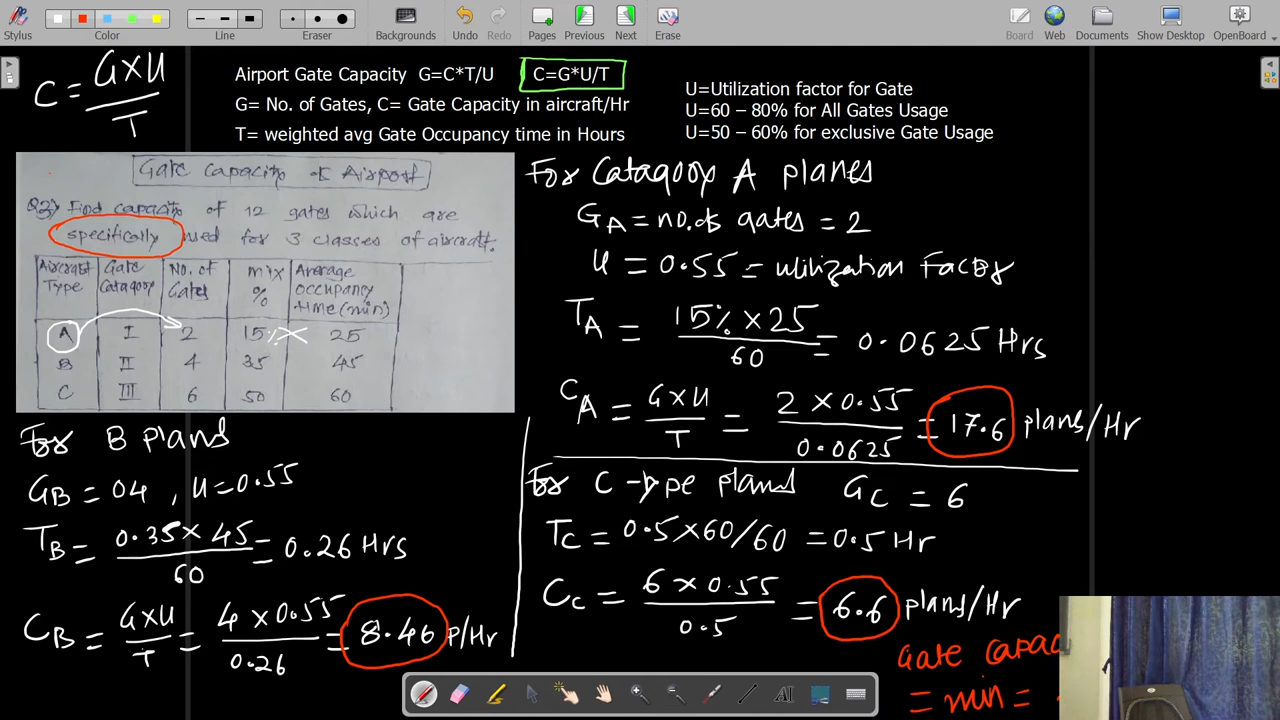 Stylus
Color
Line
Eraser
Backgrounds
Undo
Redo
Pages
Previous
Next
Erase
Board
Web
Documents
Desktop
OpenBoard
C = G×U / T
Airport Gate Capacity G=C*T/U C=G*U/T
G= No. of Gates, C= Gate Capacity in aircraft/Hr
T= weighted avg Gate Occupancy time in Hours
U=Utilization factor for Gate
U=60 – 80% for All Gates Usage
U=50 – 60% for exclusive Gate Usage
Gate Capacity of Airport
Q3) Find capacity of 12 gates which are
specifically used for 3 classes of aircraft.
Aircraft Type | Gate Catagory | No. of Gates | mix % | Average occupancy time (min)
A I 2 15% × 25
B II 4 35 45
C III 6 50 60
For B pland
GB = 04, U = 0.55
TB = 0.35 × 45 / 60 = 0.26 Hrs
CB = G×U / T = 4 × 0.55 / 0.26 = 8.46 P/Hr
For Catagory A planes
GA = no. of gates = 2
U = 0.55 = utilization Factor
TA = 15% × 25 / 60 = 0.0625 Hrs
CA = G×U / T = 2 × 0.55 / 0.0625 = 17.6 plans/Hr
For C-type pland GC = 6
TC = 0.5×60/60 = 0.5 Hr
CC = 6 × 0.55 / 0.5 = 6.6 plans/Hr
Gate capac
= min =